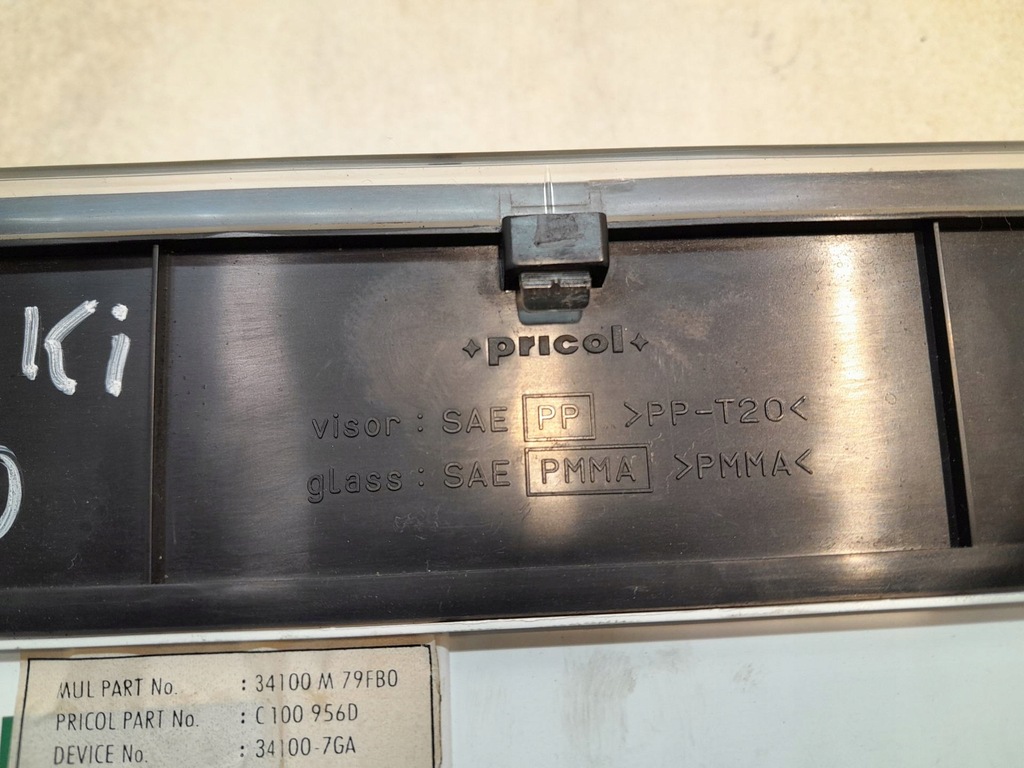 Ki
pricol
visor : SAE PP >PP-T20<
glass : SAE PMMA >PMMA<
MUL PART No. : 34100 M 79FB0
PRICOL PART No. : C100 956D
DEVICE No. : 34100-7GA